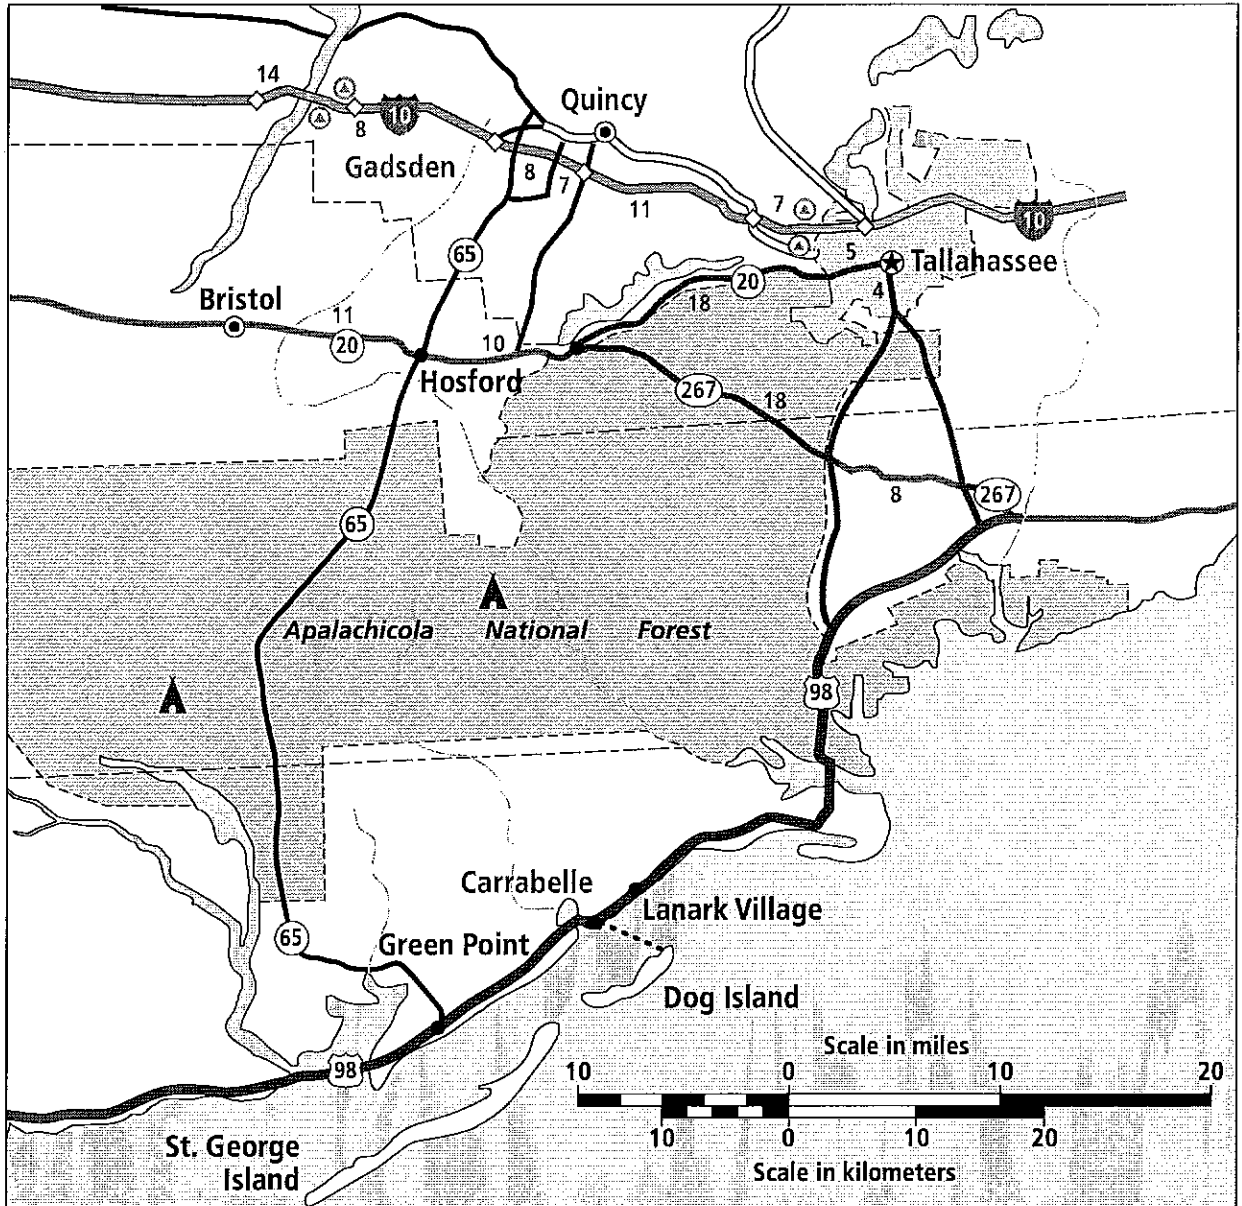 14
10
8
Quincy
Gadsden
8
7
11
7
5
10
65
Tallahassee
4
Bristol
11
20
18
20
10
Hosford
267
18
8
267
65
Apalachicola National Forest
98
Carrabelle
Lanark Village
65
Green Point
Dog Island
98
Scale in miles
10 0 10 20
10 0 10 20
Scale in kilometers
St. George
Island